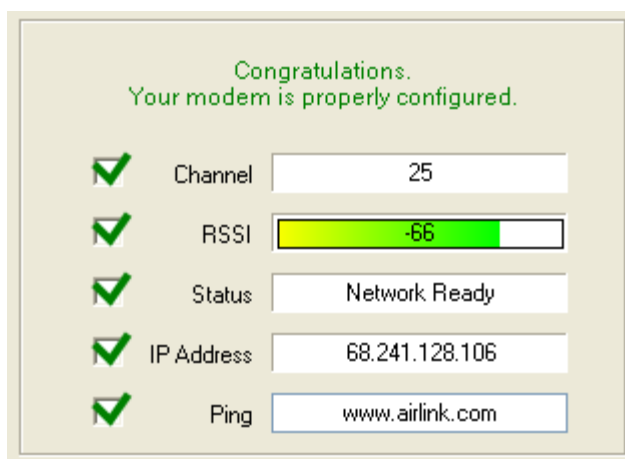 Congratulations.
Your modem is properly configured.
Channel 25
RSSI -66
Status Network Ready
IP Address 68.241.128.106
Ping www.airlink.com